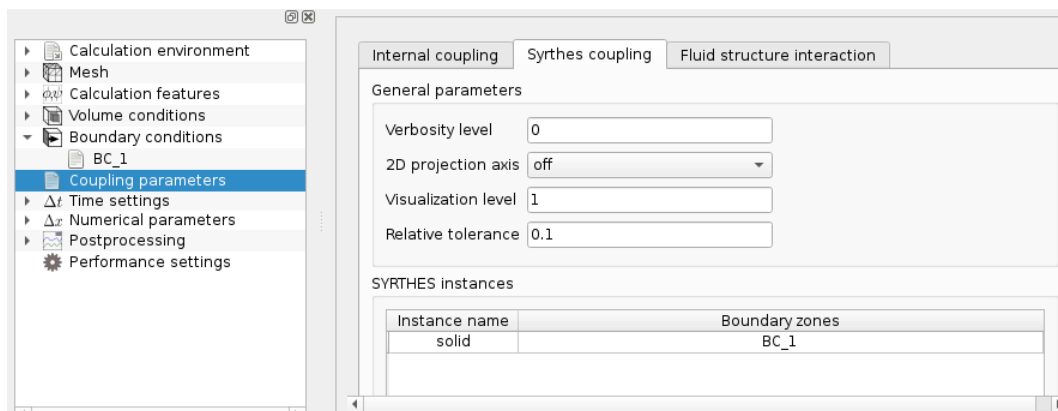 Calculation environment
Mesh
Calculation features
Volume conditions
Boundary conditions
BC_1
Coupling parameters
Δt Time settings
Δx Numerical parameters
Postprocessing
Performance settings
Internal coupling Syrthes coupling Fluid structure interaction
General parameters
Verbosity level 0
2D projection axis off
Visualization level 1
Relative tolerance 0.1
SYRTHES instances
Instance name Boundary zones
solid BC_1